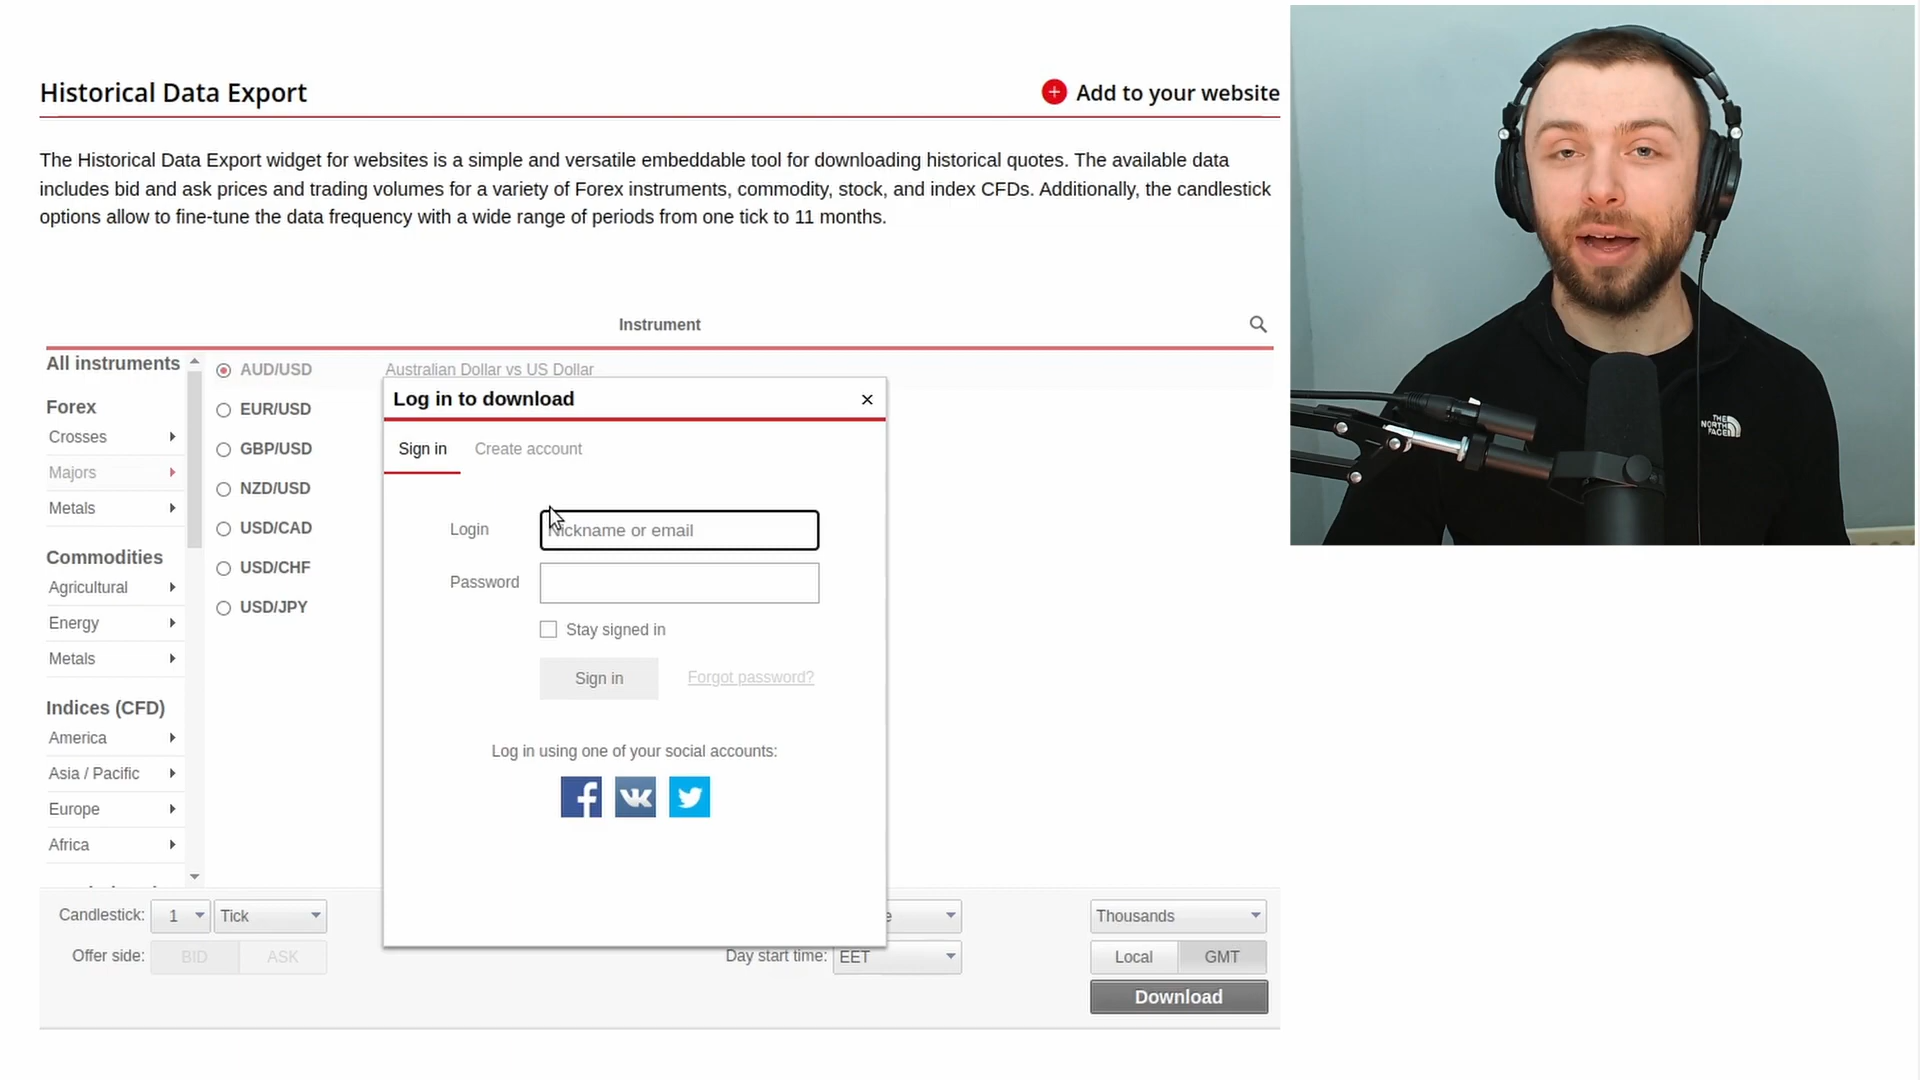 Historical Data Export
Add to your website
The Historical Data Export widget for websites is a simple and versatile embeddable tool for downloading historical quotes. The available data
includes bid and ask prices and trading volumes for a variety of Forex instruments, commodity, stock, and index CFDs. Additionally, the candlestick
options allow to fine-tune the data frequency with a wide range of periods from one tick to 11 months.
Instrument
All instruments
Forex
Crosses
Majors
Metals
Commodities
Agricultural
Energy
Metals
Indices (CFD)
America
Asia / Pacific
Europe
Africa
AUD/USD Australian Dollar vs US Dollar
EUR/USD
GBP/USD
NZD/USD
USD/CAD
USD/CHF
USD/JPY
Log in to download ×
Sign in Create account
Login Nickname or email
Password
Stay signed in
Sign in Forgot password?
Log in using one of your social accounts:
Candlestick: 1 Tick
Thousands
Offer side: BID ASK
Day start time: EET
Local GMT
Download
THE
NORTH
FACE